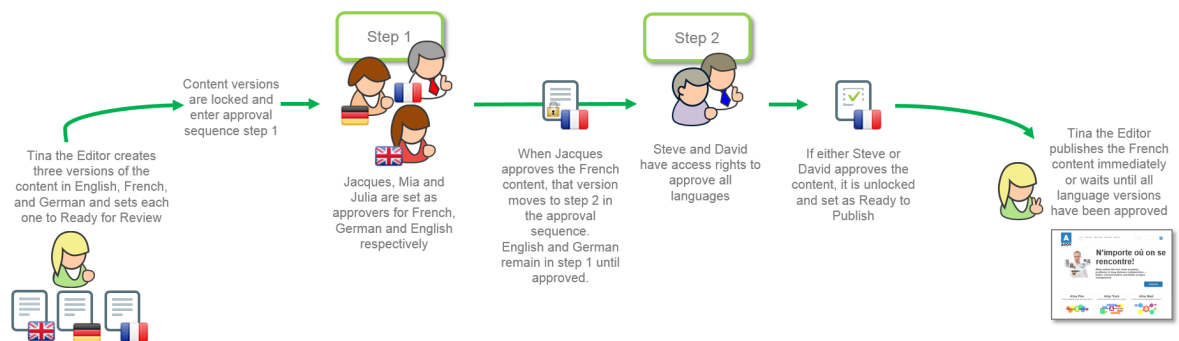 Tina the Editor creates
three versions of the
content in English, French,
and German and sets each
one to Ready for Review
Content versions
are locked and
enter approval
sequence step 1
Step 1
Jacques, Mia and
Julia are set as
approvers for French,
German and English
respectively
When Jacques
approves the French
content, that version
moves to step 2 in
the approval
sequence.
English and German
remain in step 1 until
approved.
Step 2
Steve and David
have access rights to
approve all
languages
If either Steve or
David approves the
content, it is unlocked
and set as Ready to
Publish
Tina the Editor
publishes the French
content immediately
or waits until all
language versions
have been approved
N'importe où on se
rencontre!
Alloy Plan
Alloy Track
Alloy Meet